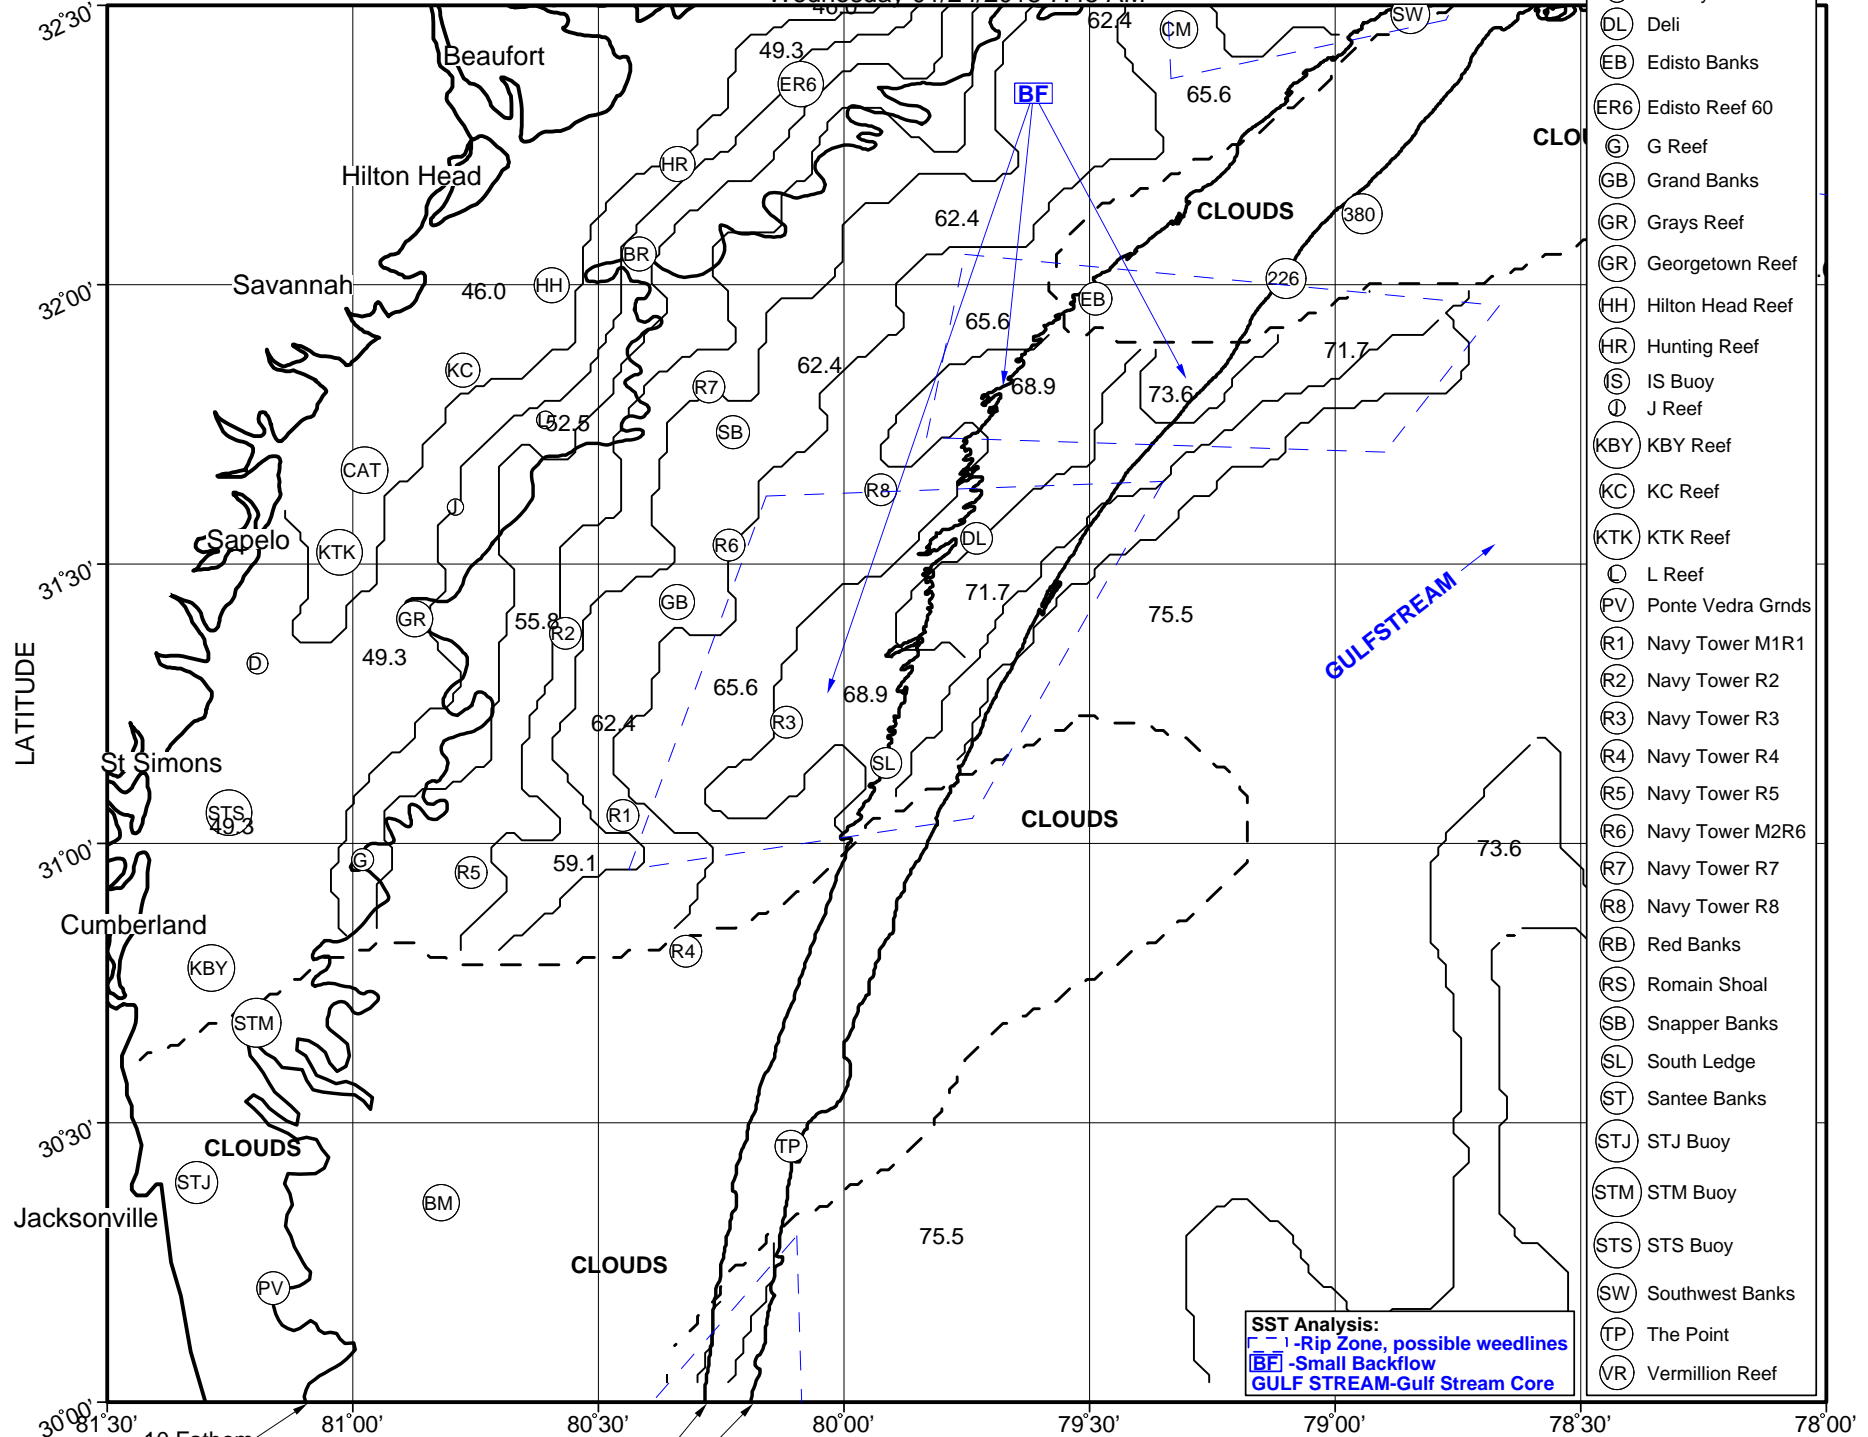 32°30'
Beaufort
49.3
62.4
CM
SW
ER6
BF
65.6
HR
Hilton Head
62.4
CLOUDS
380
BR
Savannah
46.0
HH
226
32°00'
EB
65.6
KC
62.4
71.7
R7
68.9
73.6
L
52.5
SB
CAT
R8
J
Sapelo
KTK
R6
DL
31°30'
GB
71.7
GR
55.8
R2
75.5
GULFSTREAM
D
49.3
LATITUDE
65.6
68.9
62.4
R3
St Simons
SL
STS
49.3
R1
CLOUDS
31°00'
G
R5
59.1
73.6
Cumberland
R4
KBY
STM
30°30'
CLOUDS
TP
STJ
BM
Jacksonville
75.5
CLOUDS
PV
30°00'
81°30'
81°00'
80°30'
80°00'
79°30'
79°00'
78°30'
78°00'
SST Analysis:
-Rip Zone, possible weedlines
BF -Small Backflow
GULF STREAM-Gulf Stream Core
DL Deli
EB Edisto Banks
ER6 Edisto Reef 60
G G Reef
GB Grand Banks
GR Grays Reef
GR Georgetown Reef
HH Hilton Head Reef
HR Hunting Reef
IS IS Buoy
J J Reef
KBY KBY Reef
KC KC Reef
KTK KTK Reef
L L Reef
PV Ponte Vedra Grnds
R1 Navy Tower M1R1
R2 Navy Tower R2
R3 Navy Tower R3
R4 Navy Tower R4
R5 Navy Tower R5
R6 Navy Tower M2R6
R7 Navy Tower R7
R8 Navy Tower R8
RB Red Banks
RS Romain Shoal
SB Snapper Banks
SL South Ledge
ST Santee Banks
STJ STJ Buoy
STM STM Buoy
STS STS Buoy
SW Southwest Banks
TP The Point
VR Vermillion Reef